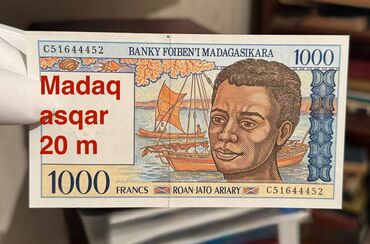 C51644452 BANKY FOIBEN'I MADAGASIKARA 1000
Madaq
asqar
20 m
1000 FRANCS ROAN-JATO ARIARY C51644452